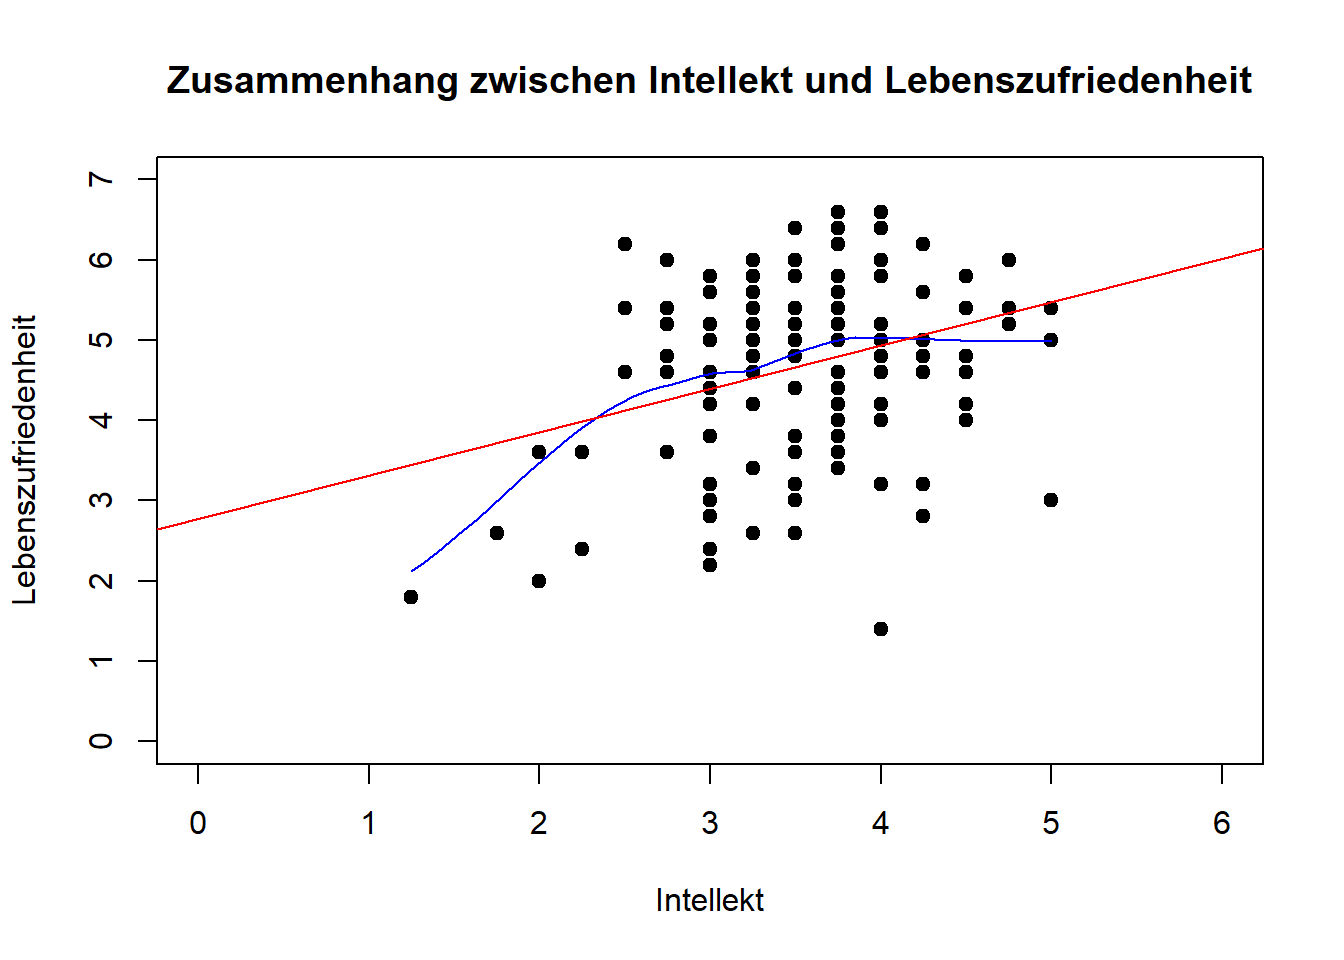 Zusammenhang zwischen Intellekt und Lebenszufriedenheit
Lebenszufriedenheit
7
6
5
4
3
2
1
0
0 1 2 3 4 5 6
Intellekt